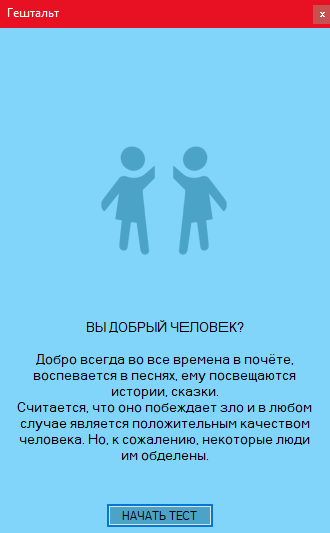 Гештальт
x
ВЫ ДОБРЫЙ ЧЕЛОВЕК?
Добро всегда во все времена в почёте,
воспевается в песнях, ему посвещаются
истории, сказки.
Считается, что оно побеждает зло и в любом
случае является положительным качеством
человека. Но, к сожалению, некоторые люди
им обделены.
НАЧАТЬ ТЕСТ